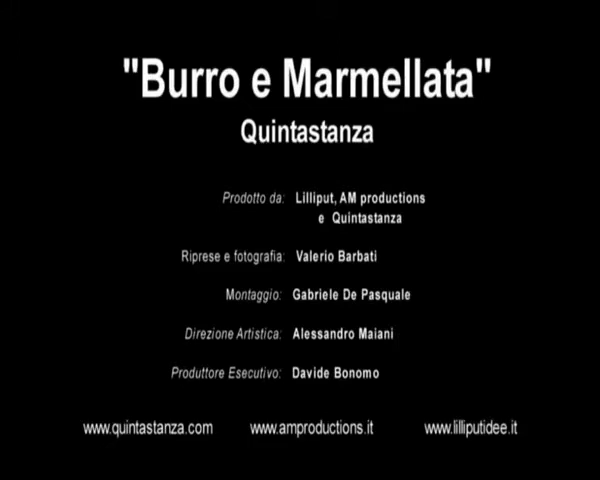 "Burro e Marmellata"
Quintastanza
Prodotto da: Lilliput, AM productions
e Quintastanza
Riprese e fotografia: Valerio Barbati
Montaggio: Gabriele De Pasquale
Direzione Artistica: Alessandro Maiani
Produttore Esecutivo: Davide Bonomo
www.quintastanza.com www.amproductions.it www.lilliputidee.it